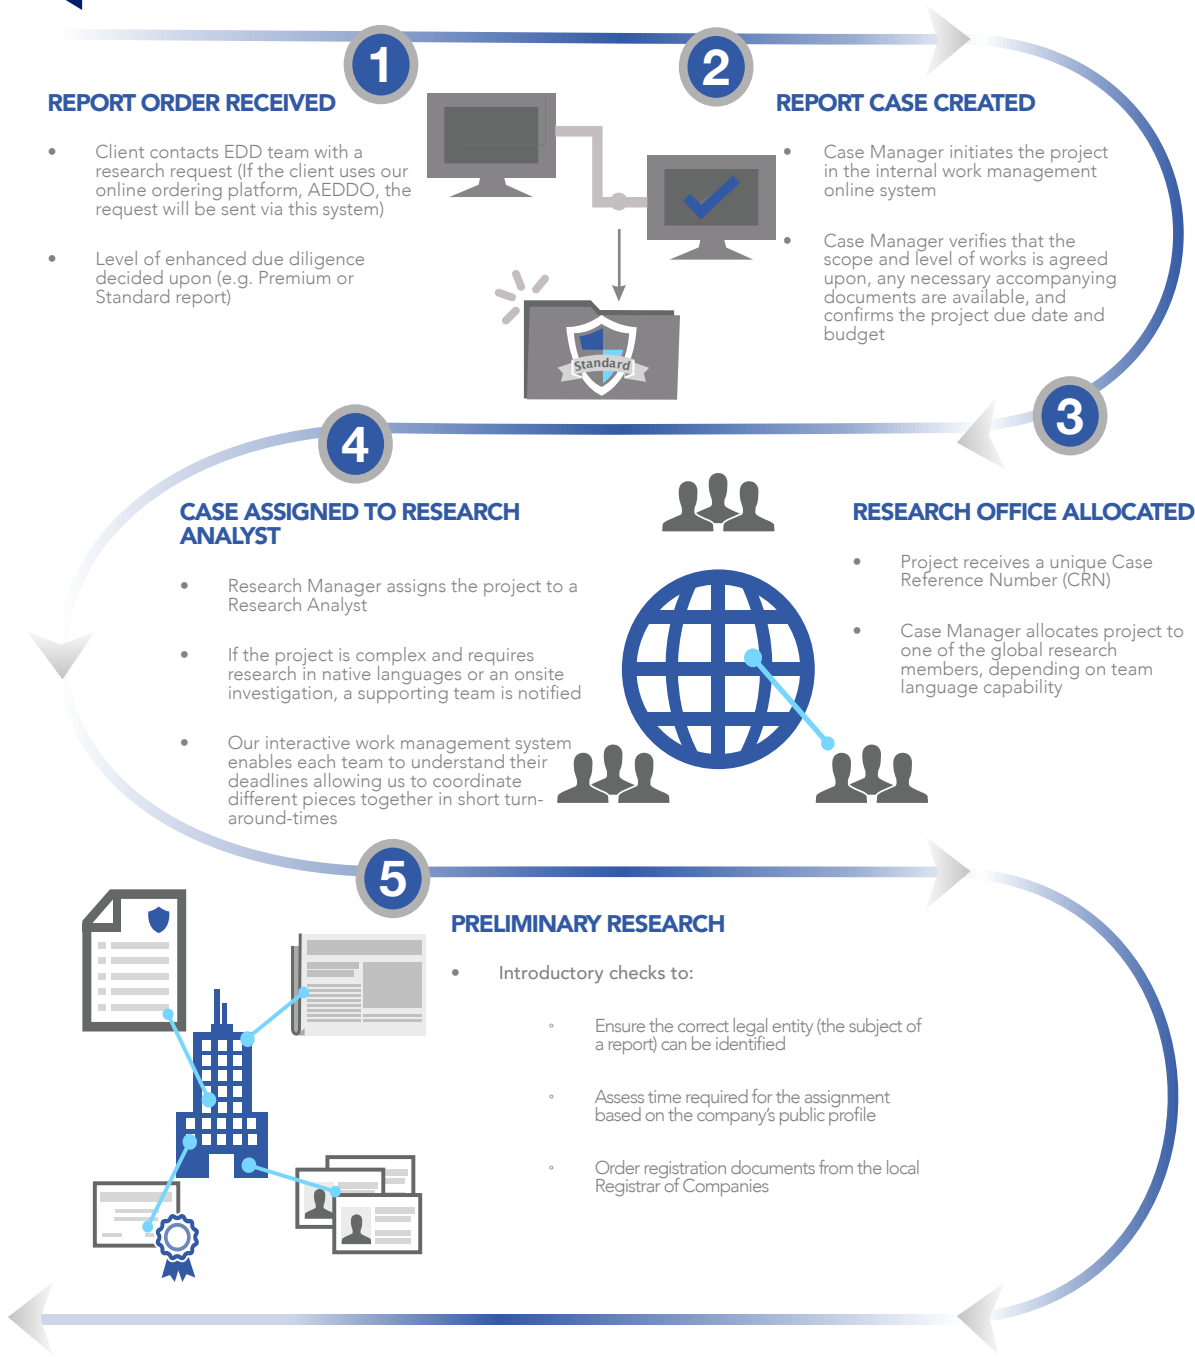 1
REPORT ORDER RECEIVED
• Client contacts EDD team with a
research request (If the client uses our
online ordering platform, AEDDO, the
request will be sent via this system)
• Level of enhanced due diligence
decided upon (e.g. Premium or
Standard report)
Standard
2
REPORT CASE CREATED
• Case Manager initiates the project
in the internal work management
online system
• Case Manager verifies that the
scope and level of works is agreed
upon, any necessary accompanying
documents are available, and
confirms the project due date and
budget
3
RESEARCH OFFICE ALLOCATED
• Project receives a unique Case
Reference Number (CRN)
• Case Manager allocates project to
one of the global research
members, depending on team
language capability
4
CASE ASSIGNED TO RESEARCH
ANALYST
• Research Manager assigns the project to a
Research Analyst
• If the project is complex and requires
research in native languages or an onsite
investigation, a supporting team is notified
• Our interactive work management system
enables each team to understand their
deadlines allowing us to coordinate
different pieces together in short turn-
around-times
5
PRELIMINARY RESEARCH
• Introductory checks to:
◦ Ensure the correct legal entity (the subject of
a report) can be identified
◦ Assess time required for the assignment
based on the company's public profile
◦ Order registration documents from the local
Registrar of Companies